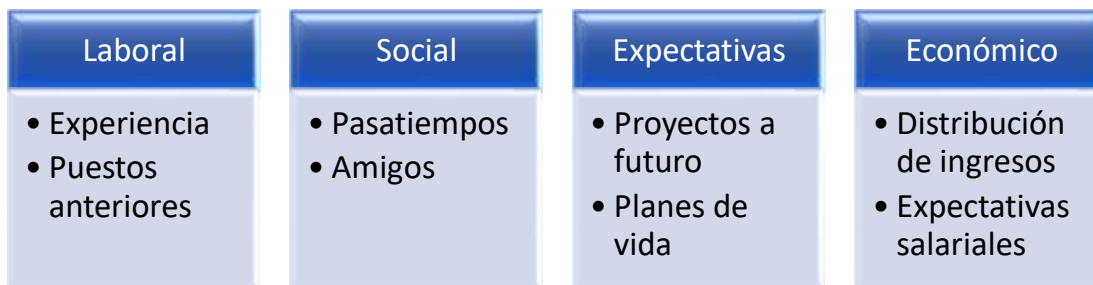 Laboral
• Experiencia
• Puestos
anteriores
Social
• Pasatiempos
• Amigos
Expectativas
• Proyectos a
futuro
• Planes de
vida
Económico
• Distribución
de ingresos
• Expectativas
salariales